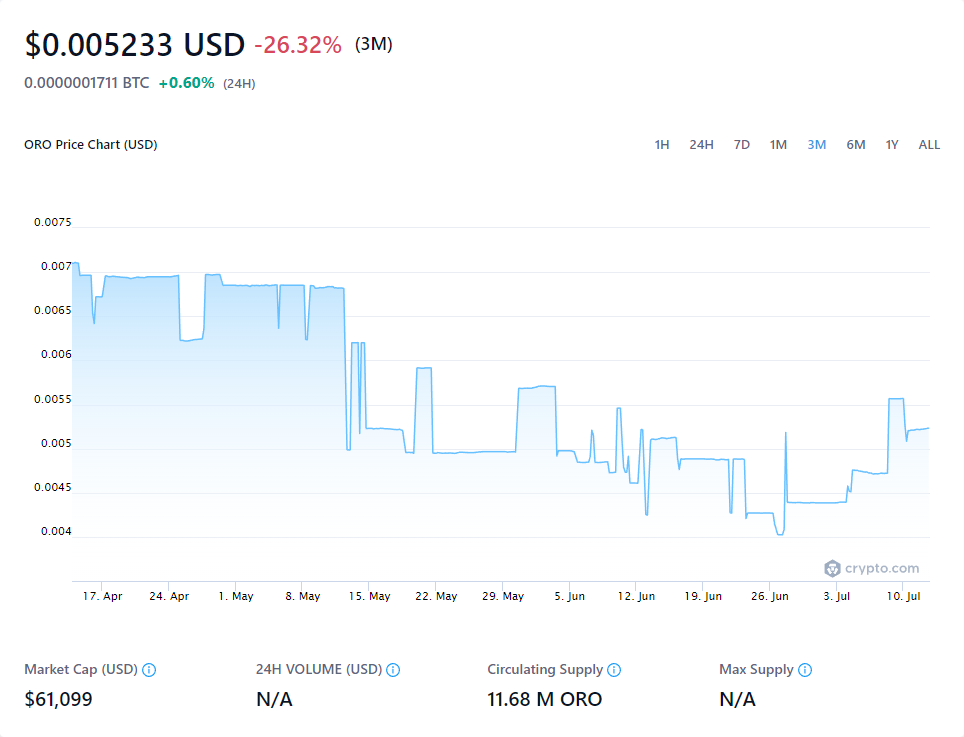 $0.005233 USD -26.32% (3M)
0.0000001711 BTC +0.60% (24H)
ORO Price Chart (USD) 1H 24H 7D 1M 3M 6M 1Y ALL
0.0075
0.007
0.0065
0.006
0.0055
0.005
0.0045
0.004
crypto.com
17. Apr 24. Apr 1. May 8. May 15. May 22. May 29. May 5. Jun 12. Jun 19. Jun 26. Jun 3. Jul 10. Jul
Market Cap (USD) 24H VOLUME (USD) Circulating Supply Max Supply
$61,099 N/A 11.68 M ORO N/A